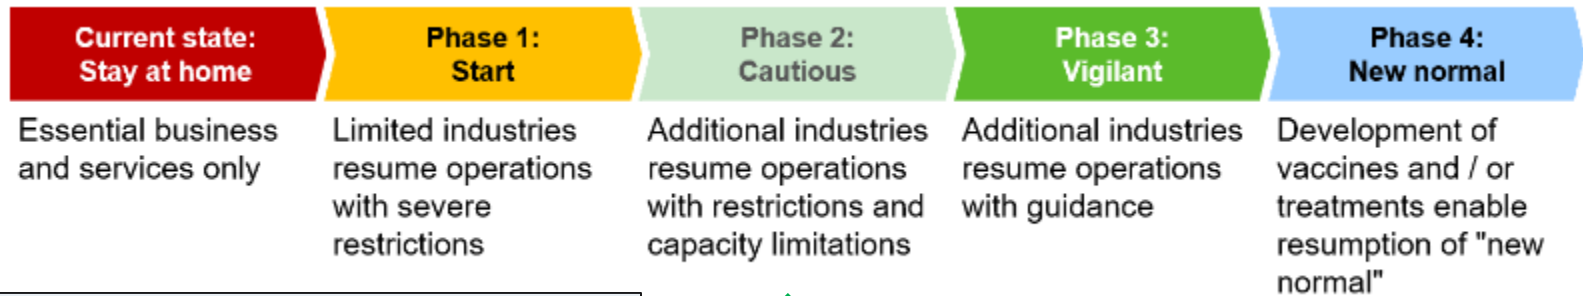 Current state:
Stay at home
Phase 1:
Start
Phase 2:
Cautious
Phase 3:
Vigilant
Phase 4:
New normal
Essential business
and services only
Limited industries
resume operations
with severe
restrictions
Additional industries
resume operations
with restrictions and
capacity limitations
Additional industries
resume operations
with guidance
Development of
vaccines and / or
treatments enable
resumption of "new
normal"